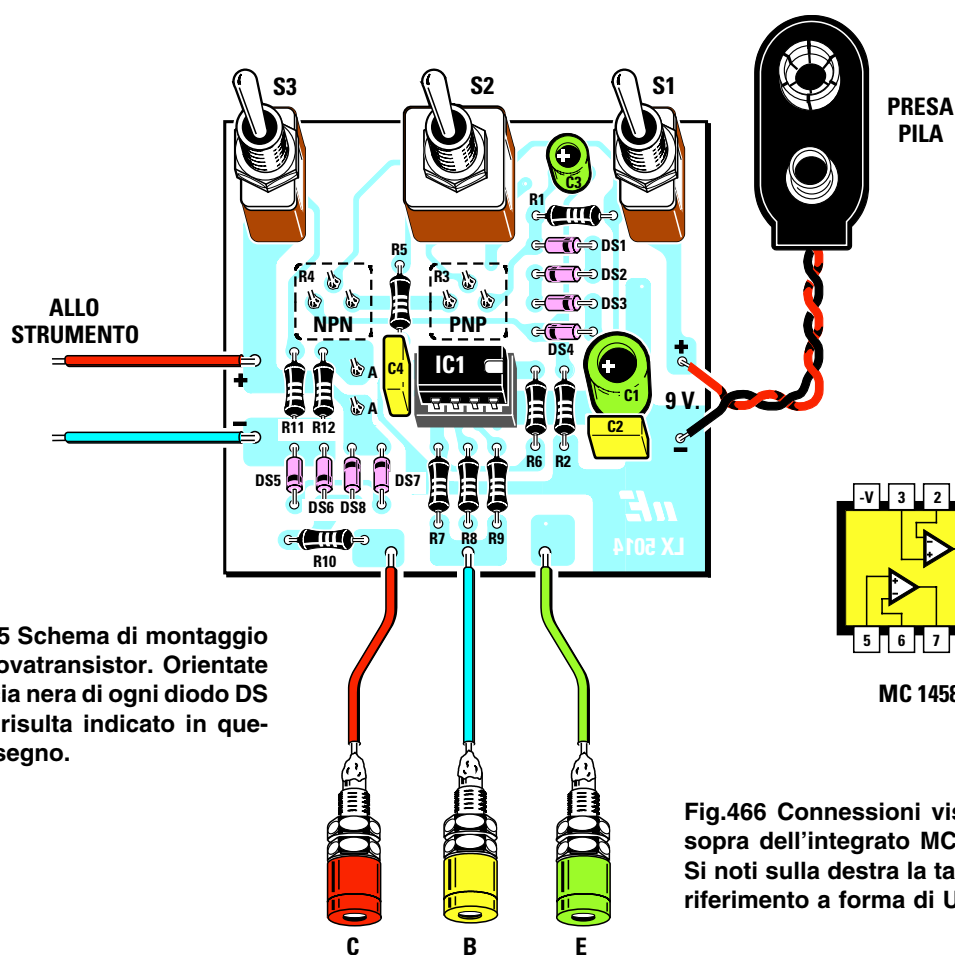 S3
S2
S1
PRESA
PILA
C3
R1
DS1
DS2
DS3
DS4
R5
R4
R3
NPN
PNP
ALLO
STRUMENTO
+
–
A
A
C4
IC1
C1
C2
+
9 V.
–
R11
R12
R6
R2
DS5
DS6
DS8
DS7
R7
R8
R9
R10
LX 5014
-V
3
2
5
6
7
MC 1458
5 Schema di montaggio
ovatransistor. Orientate
ia nera di ogni diodo DS
risulta indicato in que-
segno.
Fig.466 Connessioni vis
sopra dell'integrato MC
Si noti sulla destra la ta
riferimento a forma di U
C
B
E